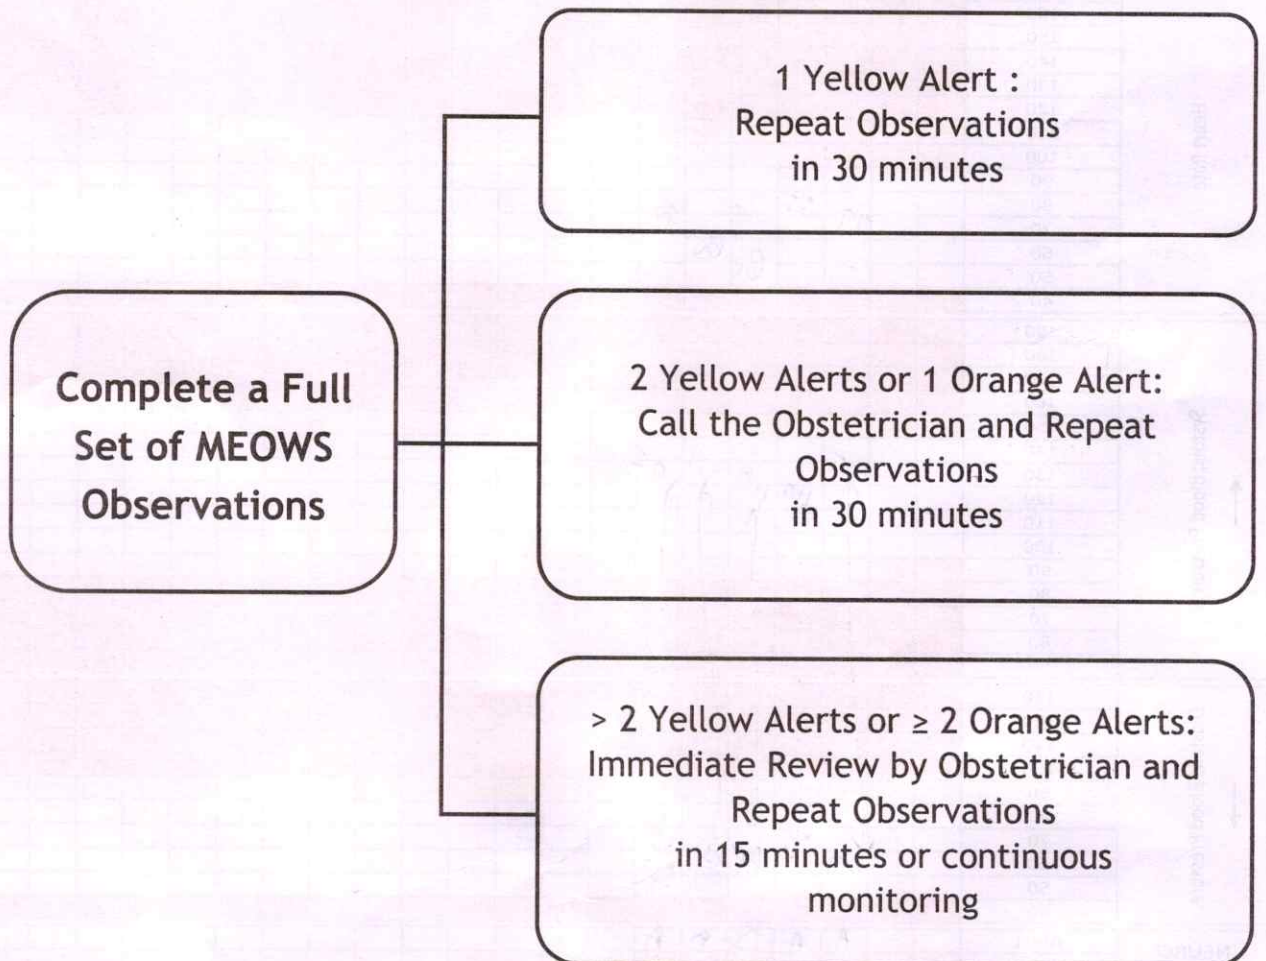 Complete a Full
Set of MEOWS
Observations
1 Yellow Alert :
Repeat Observations
in 30 minutes
2 Yellow Alerts or 1 Orange Alert:
Call the Obstetrician and Repeat
Observations
in 30 minutes
> 2 Yellow Alerts or ≥ 2 Orange Alerts:
Immediate Review by Obstetrician and
Repeat Observations
in 15 minutes or continuous
monitoring